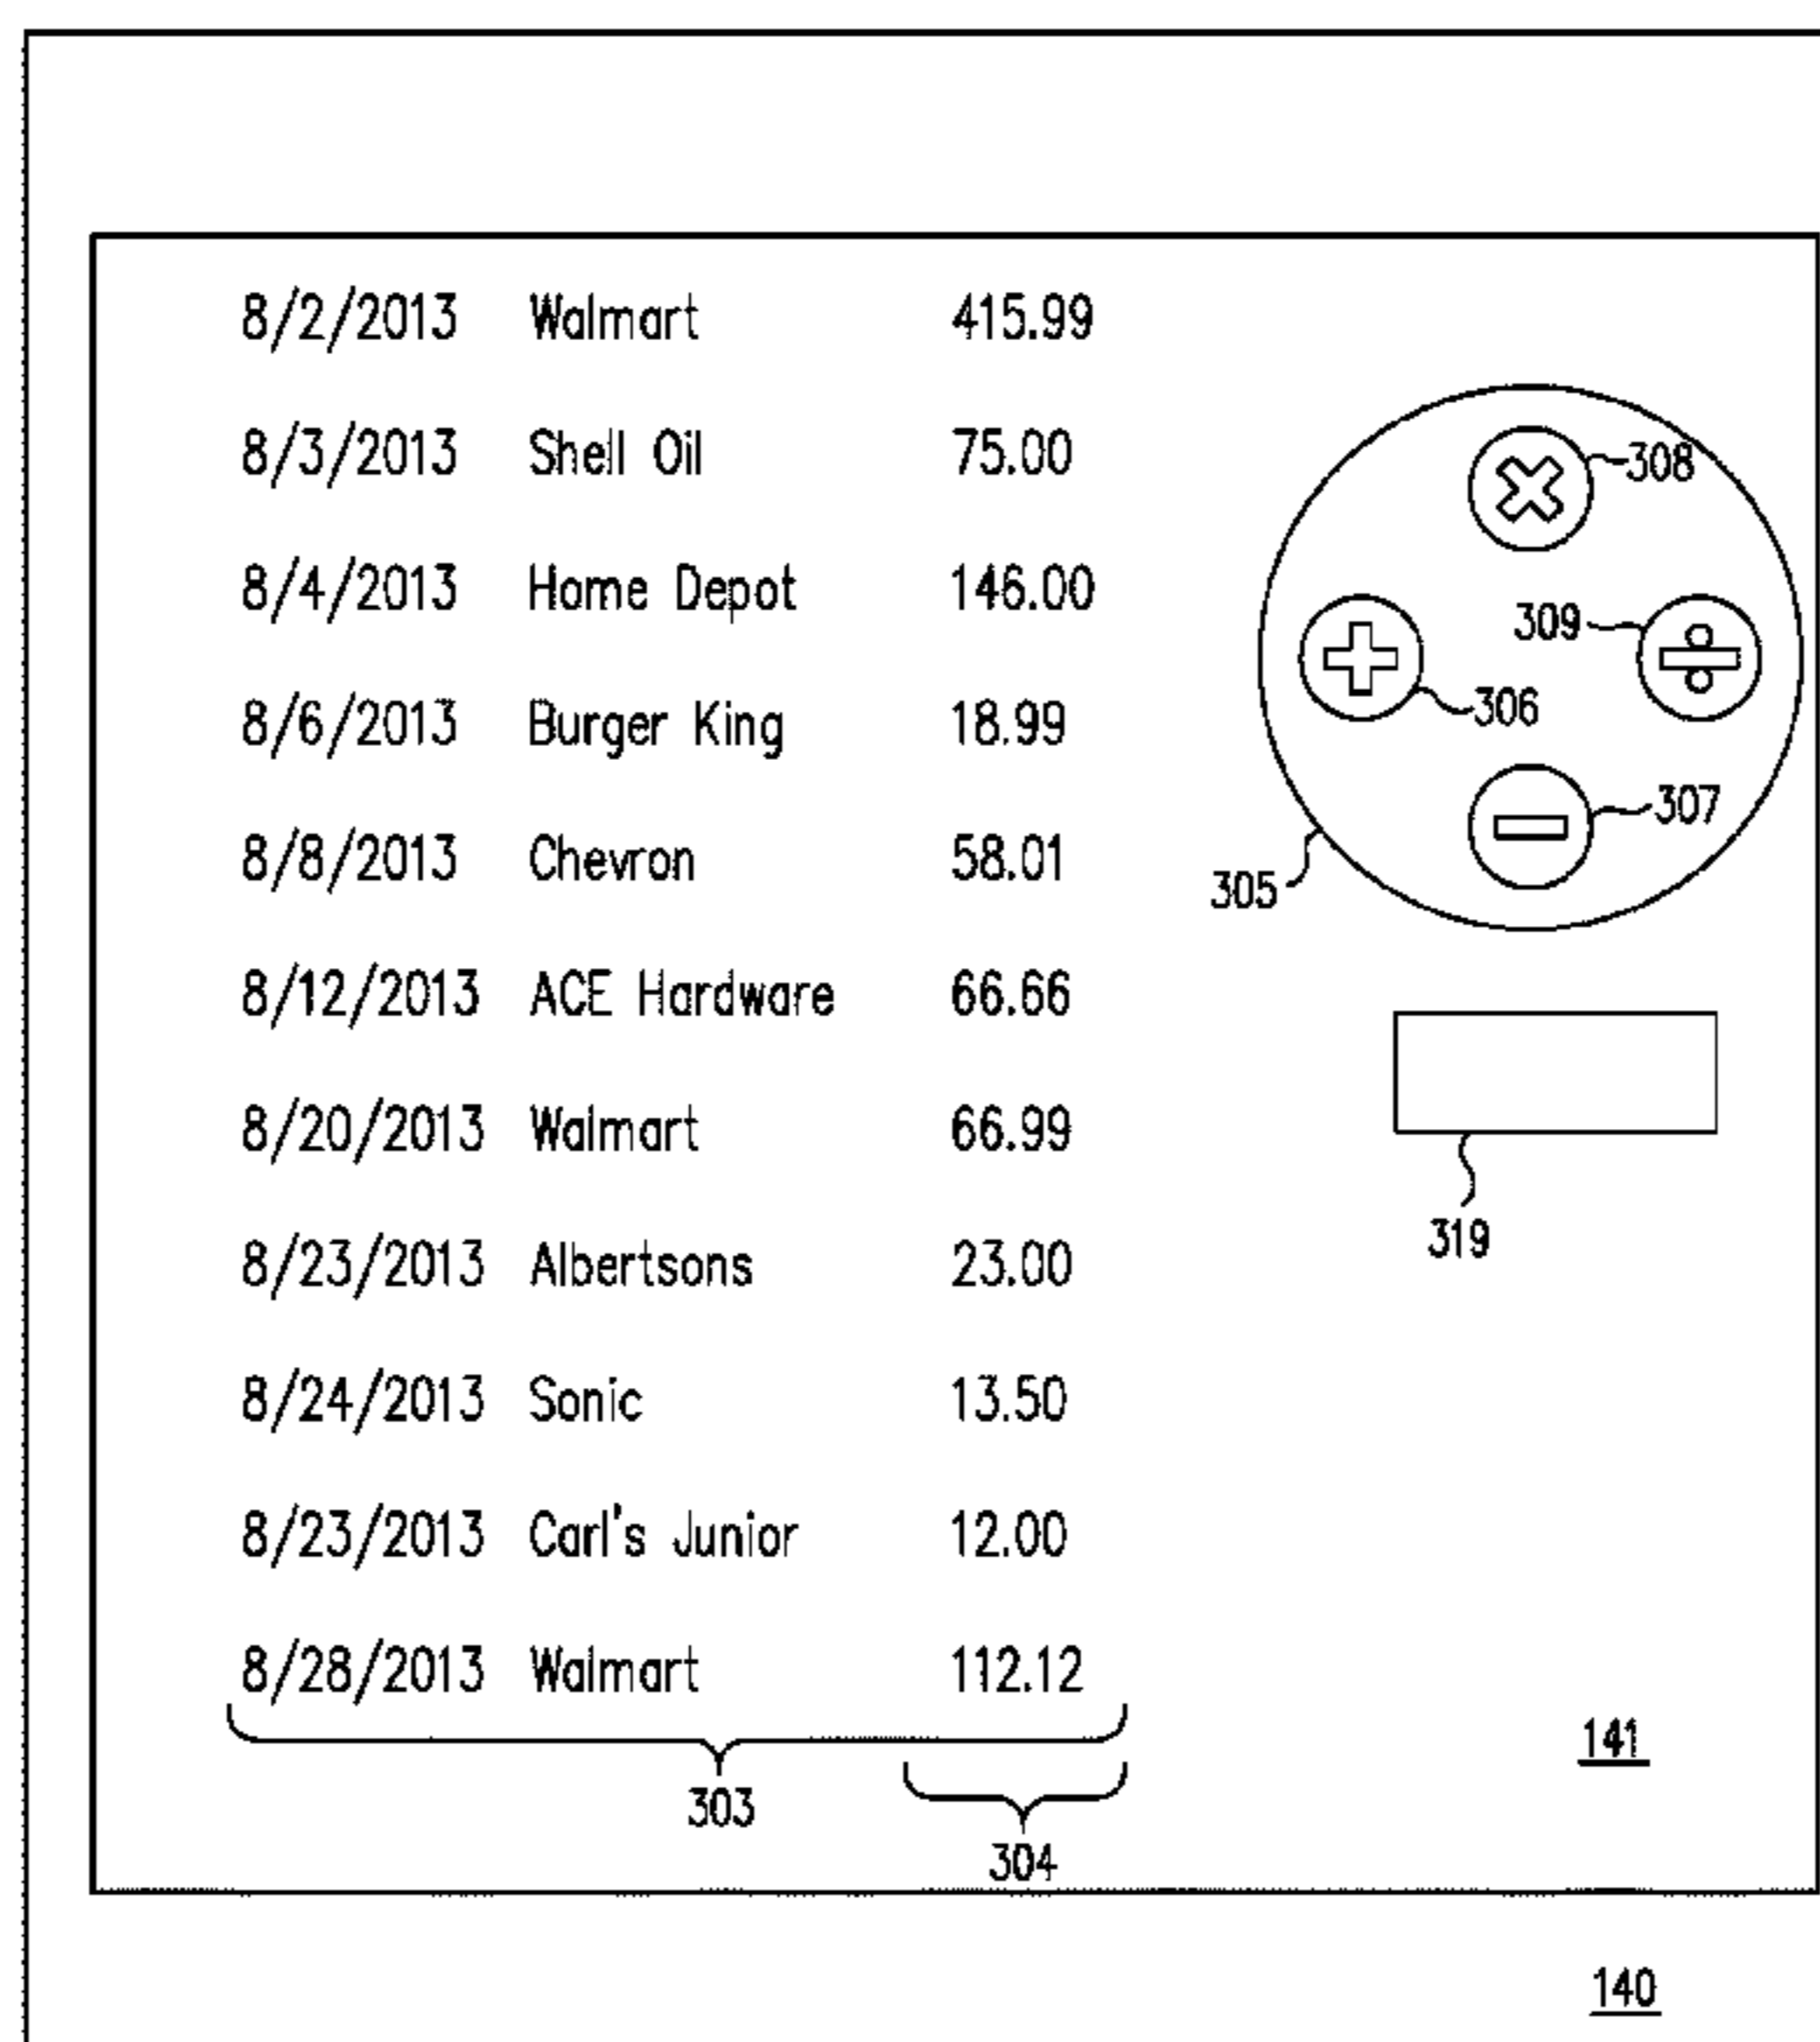 8/2/2013 Walmart 415.99
8/3/2013 Shell Oil 75.00
308
8/4/2013 Home Depot 146.00
309
306
8/6/2013 Burger King 18.99
307
8/8/2013 Chevron 58.01
305
8/12/2013 ACE Hardware 66.66
8/20/2013 Walmart 66.99
319
8/23/2013 Albertsons 23.00
8/24/2013 Sonic 13.50
8/23/2013 Carl's Junior 12.00
8/28/2013 Walmart 112.12
141
303
304
140